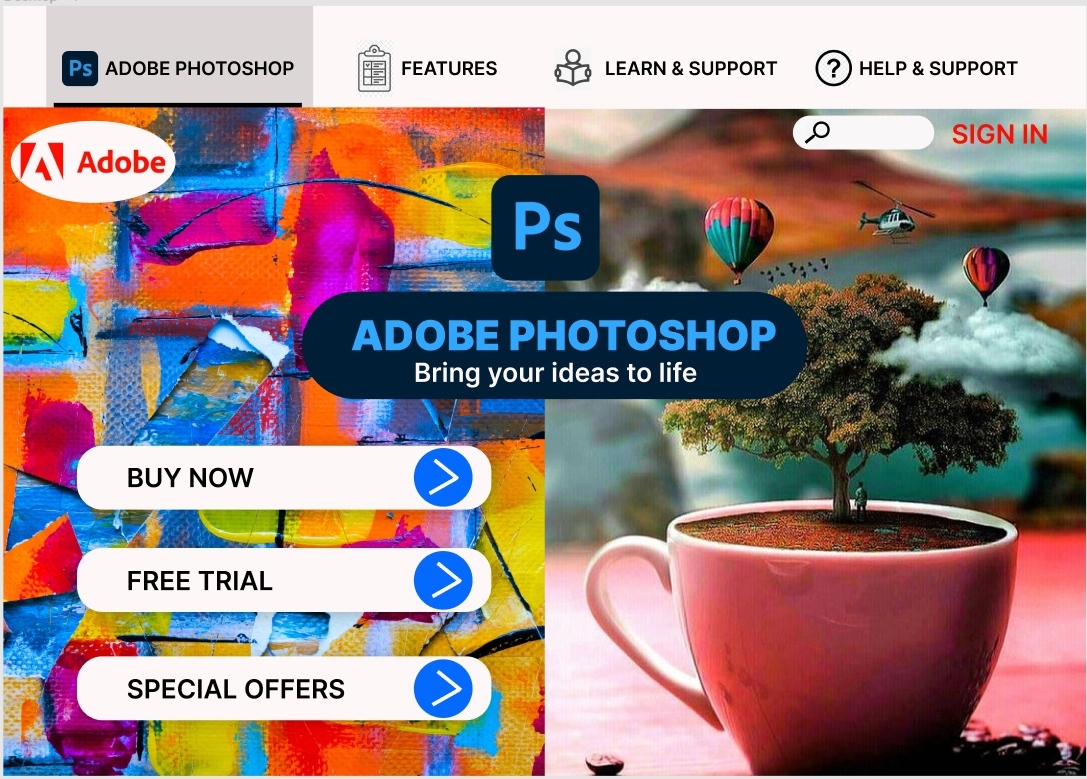 Ps ADOBE PHOTOSHOP
FEATURES
LEARN & SUPPORT
? HELP & SUPPORT
Adobe
SIGN IN
Ps
ADOBE PHOTOSHOP
Bring your ideas to life
BUY NOW
FREE TRIAL
SPECIAL OFFERS